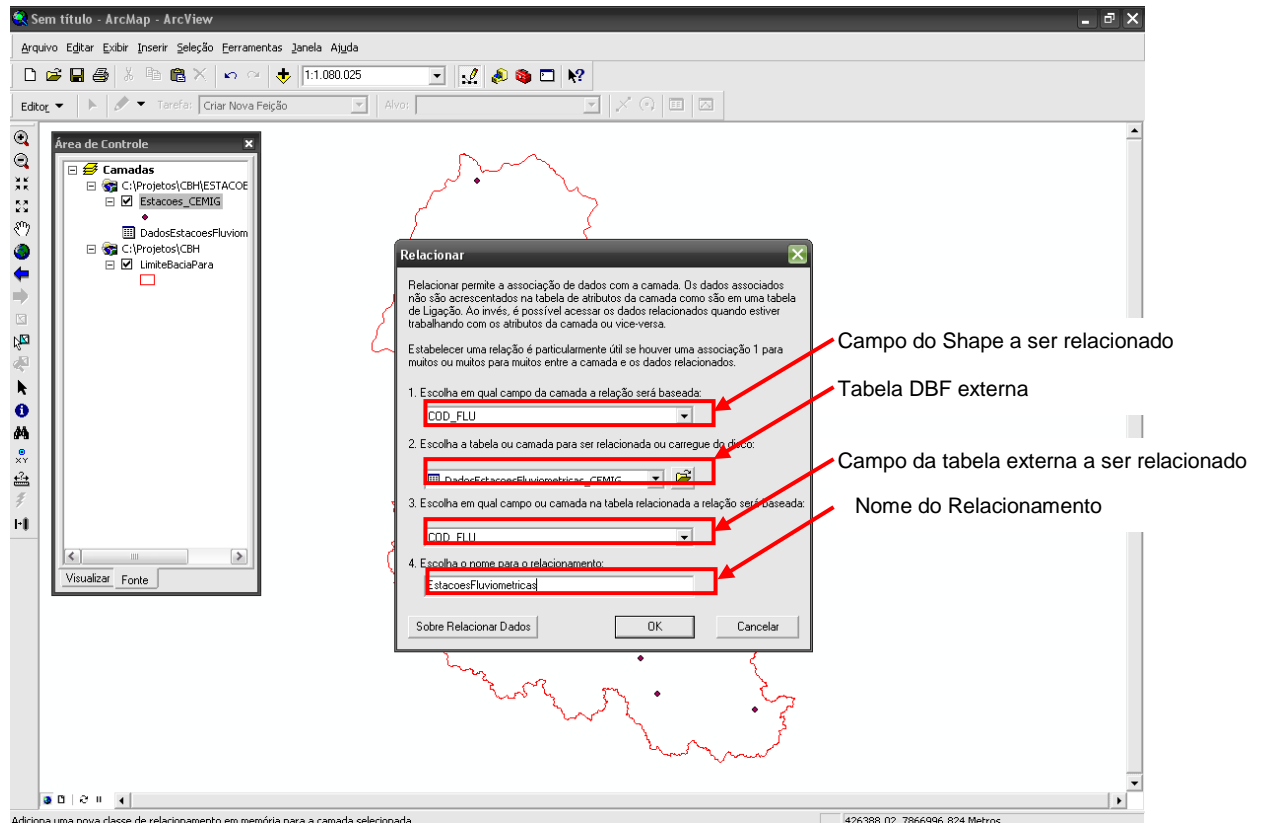 Sem título - ArcMap - ArcView
Arquivo Editar Exibir Inserir Seleção Ferramentas Janela Ajuda
1:1.080.025
Editor Tarefa: Criar Nova Feição Alvo:
Área de Controle
Camadas
C:\Projetos\CBH\ESTACOE
Estacoes_CEMIG
DadosEstacoesFluviom
C:\Projetos\CBH
LimiteBaciaPara
Visualizar Fonte
Relacionar
Relacionar permite a associação de dados com a camada. Os dados associados
não são acrescentados na tabela de atributos da camada como são em uma tabela
de Ligação. Ao invés, é possível acessar os dados relacionados quando estiver
trabalhando com os atributos da camada ou vice-versa.
Estabelecer uma relação é particularmente útil se houver uma associação 1 para
muitos ou muitos para muitos entre a camada e os dados relacionados.
1. Escolha em qual campo da camada a relação será baseada:
COD_FLU
2. Escolha a tabela ou camada para ser relacionada ou carregue do disco:
DadosEstacoesFluviometricas_CEMIG
3. Escolha em qual campo ou camada na tabela relacionada a relação será baseada:
COD_FLU
4. Escolha o nome para o relacionamento:
EstacoesFluviometricas
Sobre Relacionar Dados OK Cancelar
Campo do Shape a ser relacionado
Tabela DBF externa
Campo da tabela externa a ser relacionado
Nome do Relacionamento
Adiciona uma nova classe de relacionamento em memória para a camada selecionada
426388,02 7866996,824 Metros